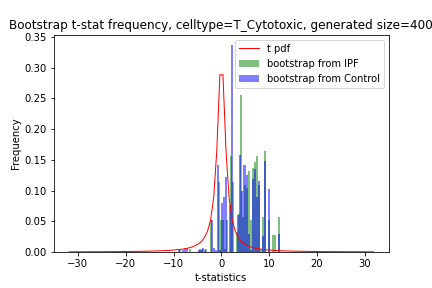 Bootstrap t-stat frequency, celltype=T_Cytotoxic, generated size=400
0.35
0.30
0.25
0.20
0.15
0.10
0.05
0.00
Frequency
t pdf
bootstrap from IPF
bootstrap from Control
−30 −20 −10 0 10 20 30
t-statistics